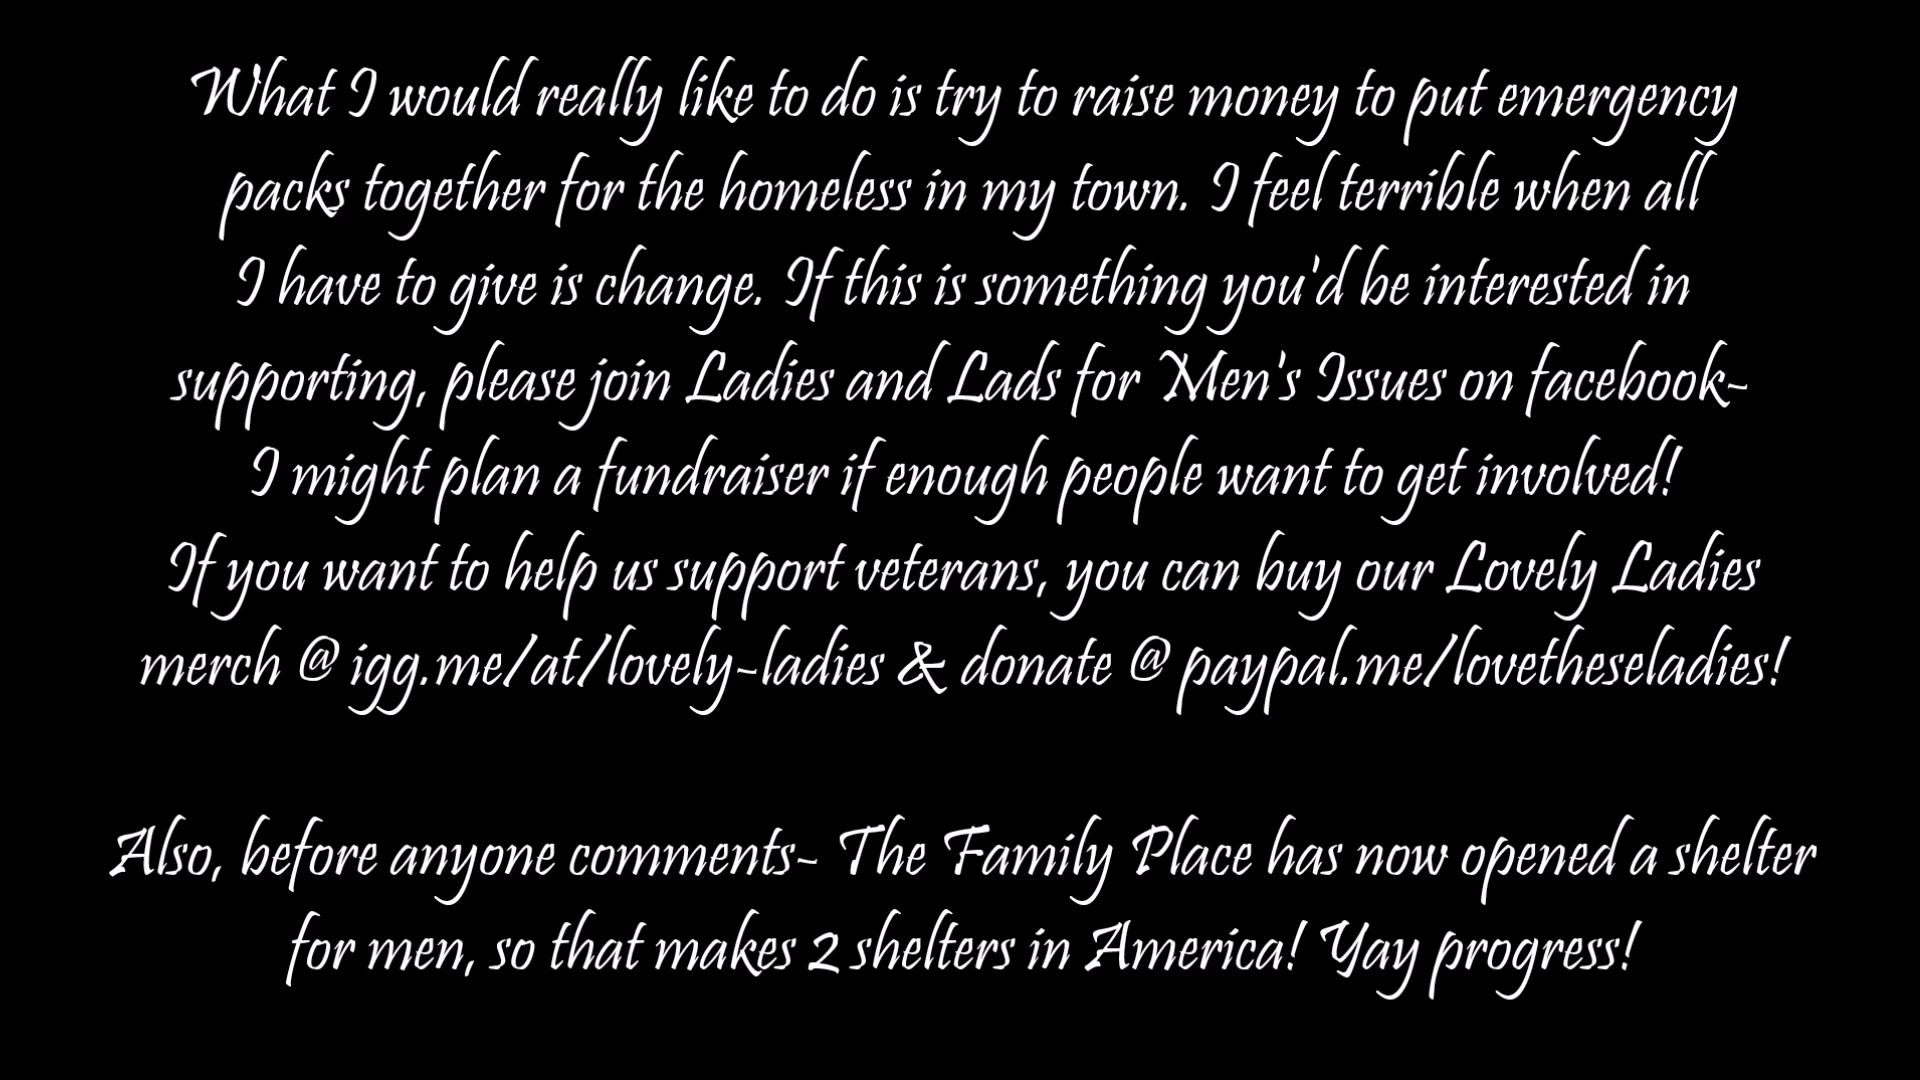 What I would really like to do is try to raise money to put emergency
packs together for the homeless in my town. I feel terrible when all
I have to give is change. If this is something you'd be interested in
supporting, please join Ladies and Lads for Men's Issues on facebook-
I might plan a fundraiser if enough people want to get involved!
If you want to help us support veterans, you can buy our Lovely Ladies
merch @ igg.me/at/lovely-ladies & donate @ paypal.me/lovetheseladies!
Also, before anyone comments- The Family Place has now opened a shelter
for men, so that makes 2 shelters in America! Yay progress!